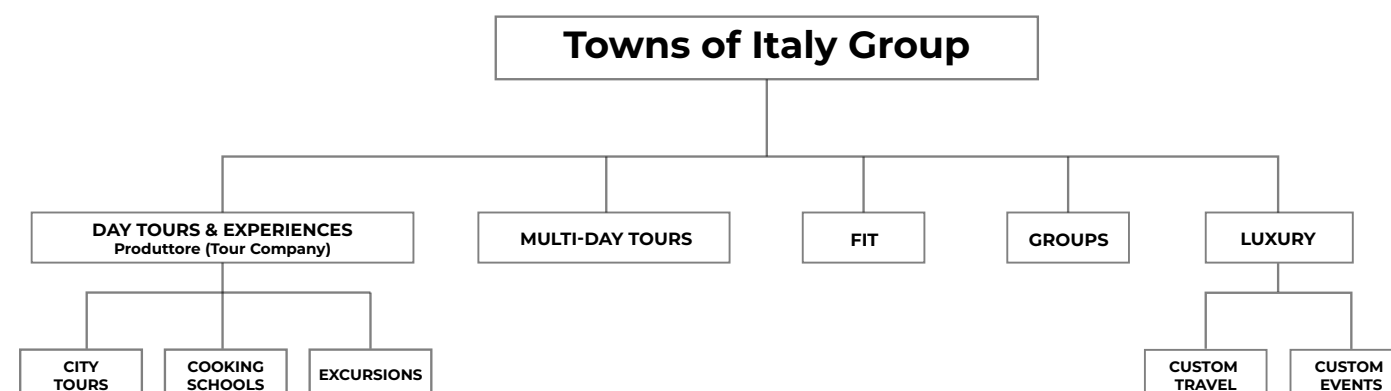 Towns of Italy Group
DAY TOURS & EXPERIENCES
Produttore (Tour Company)
MULTI-DAY TOURS
FIT
GROUPS
LUXURY
CITY
TOURS
COOKING
SCHOOLS
EXCURSIONS
CUSTOM
TRAVEL
CUSTOM
EVENTS